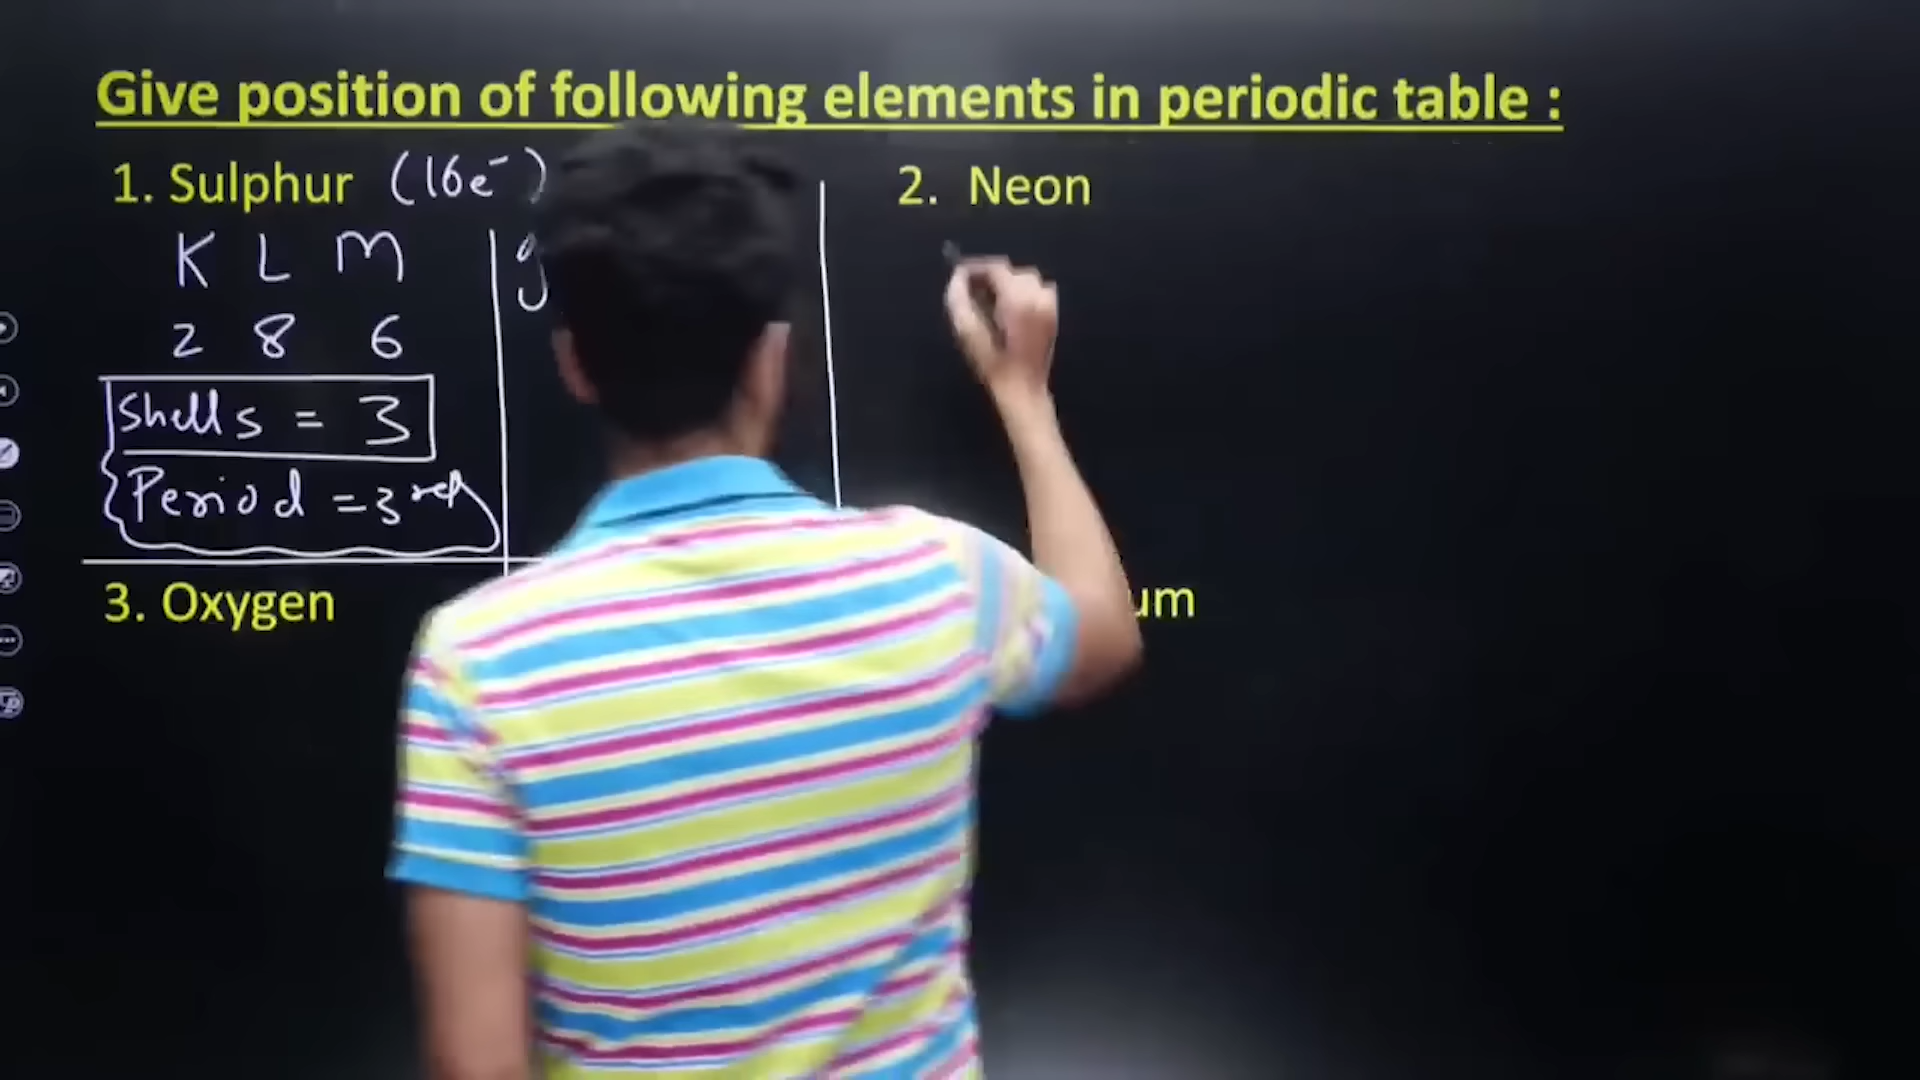 Give position of following elements in periodic table :
1. Sulphur (16e⁻)
K L M
2 8 6
Shells = 3
Period = 3rd
2. Neon
3. Oxygen
um